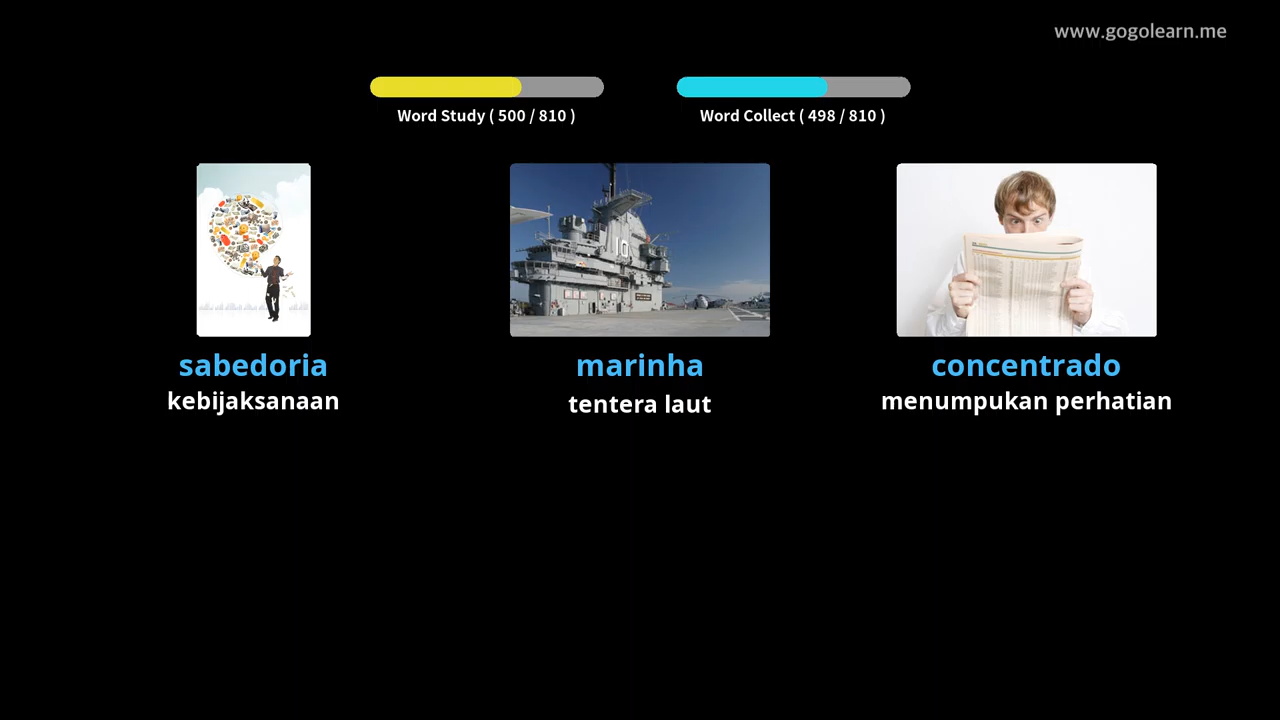 www.gogolearn.me
Word Study ( 500 / 810 )
Word Collect ( 498 / 810 )
10
sabedoria
kebijaksanaan
marinha
tentera laut
concentrado
menumpukan perhatian